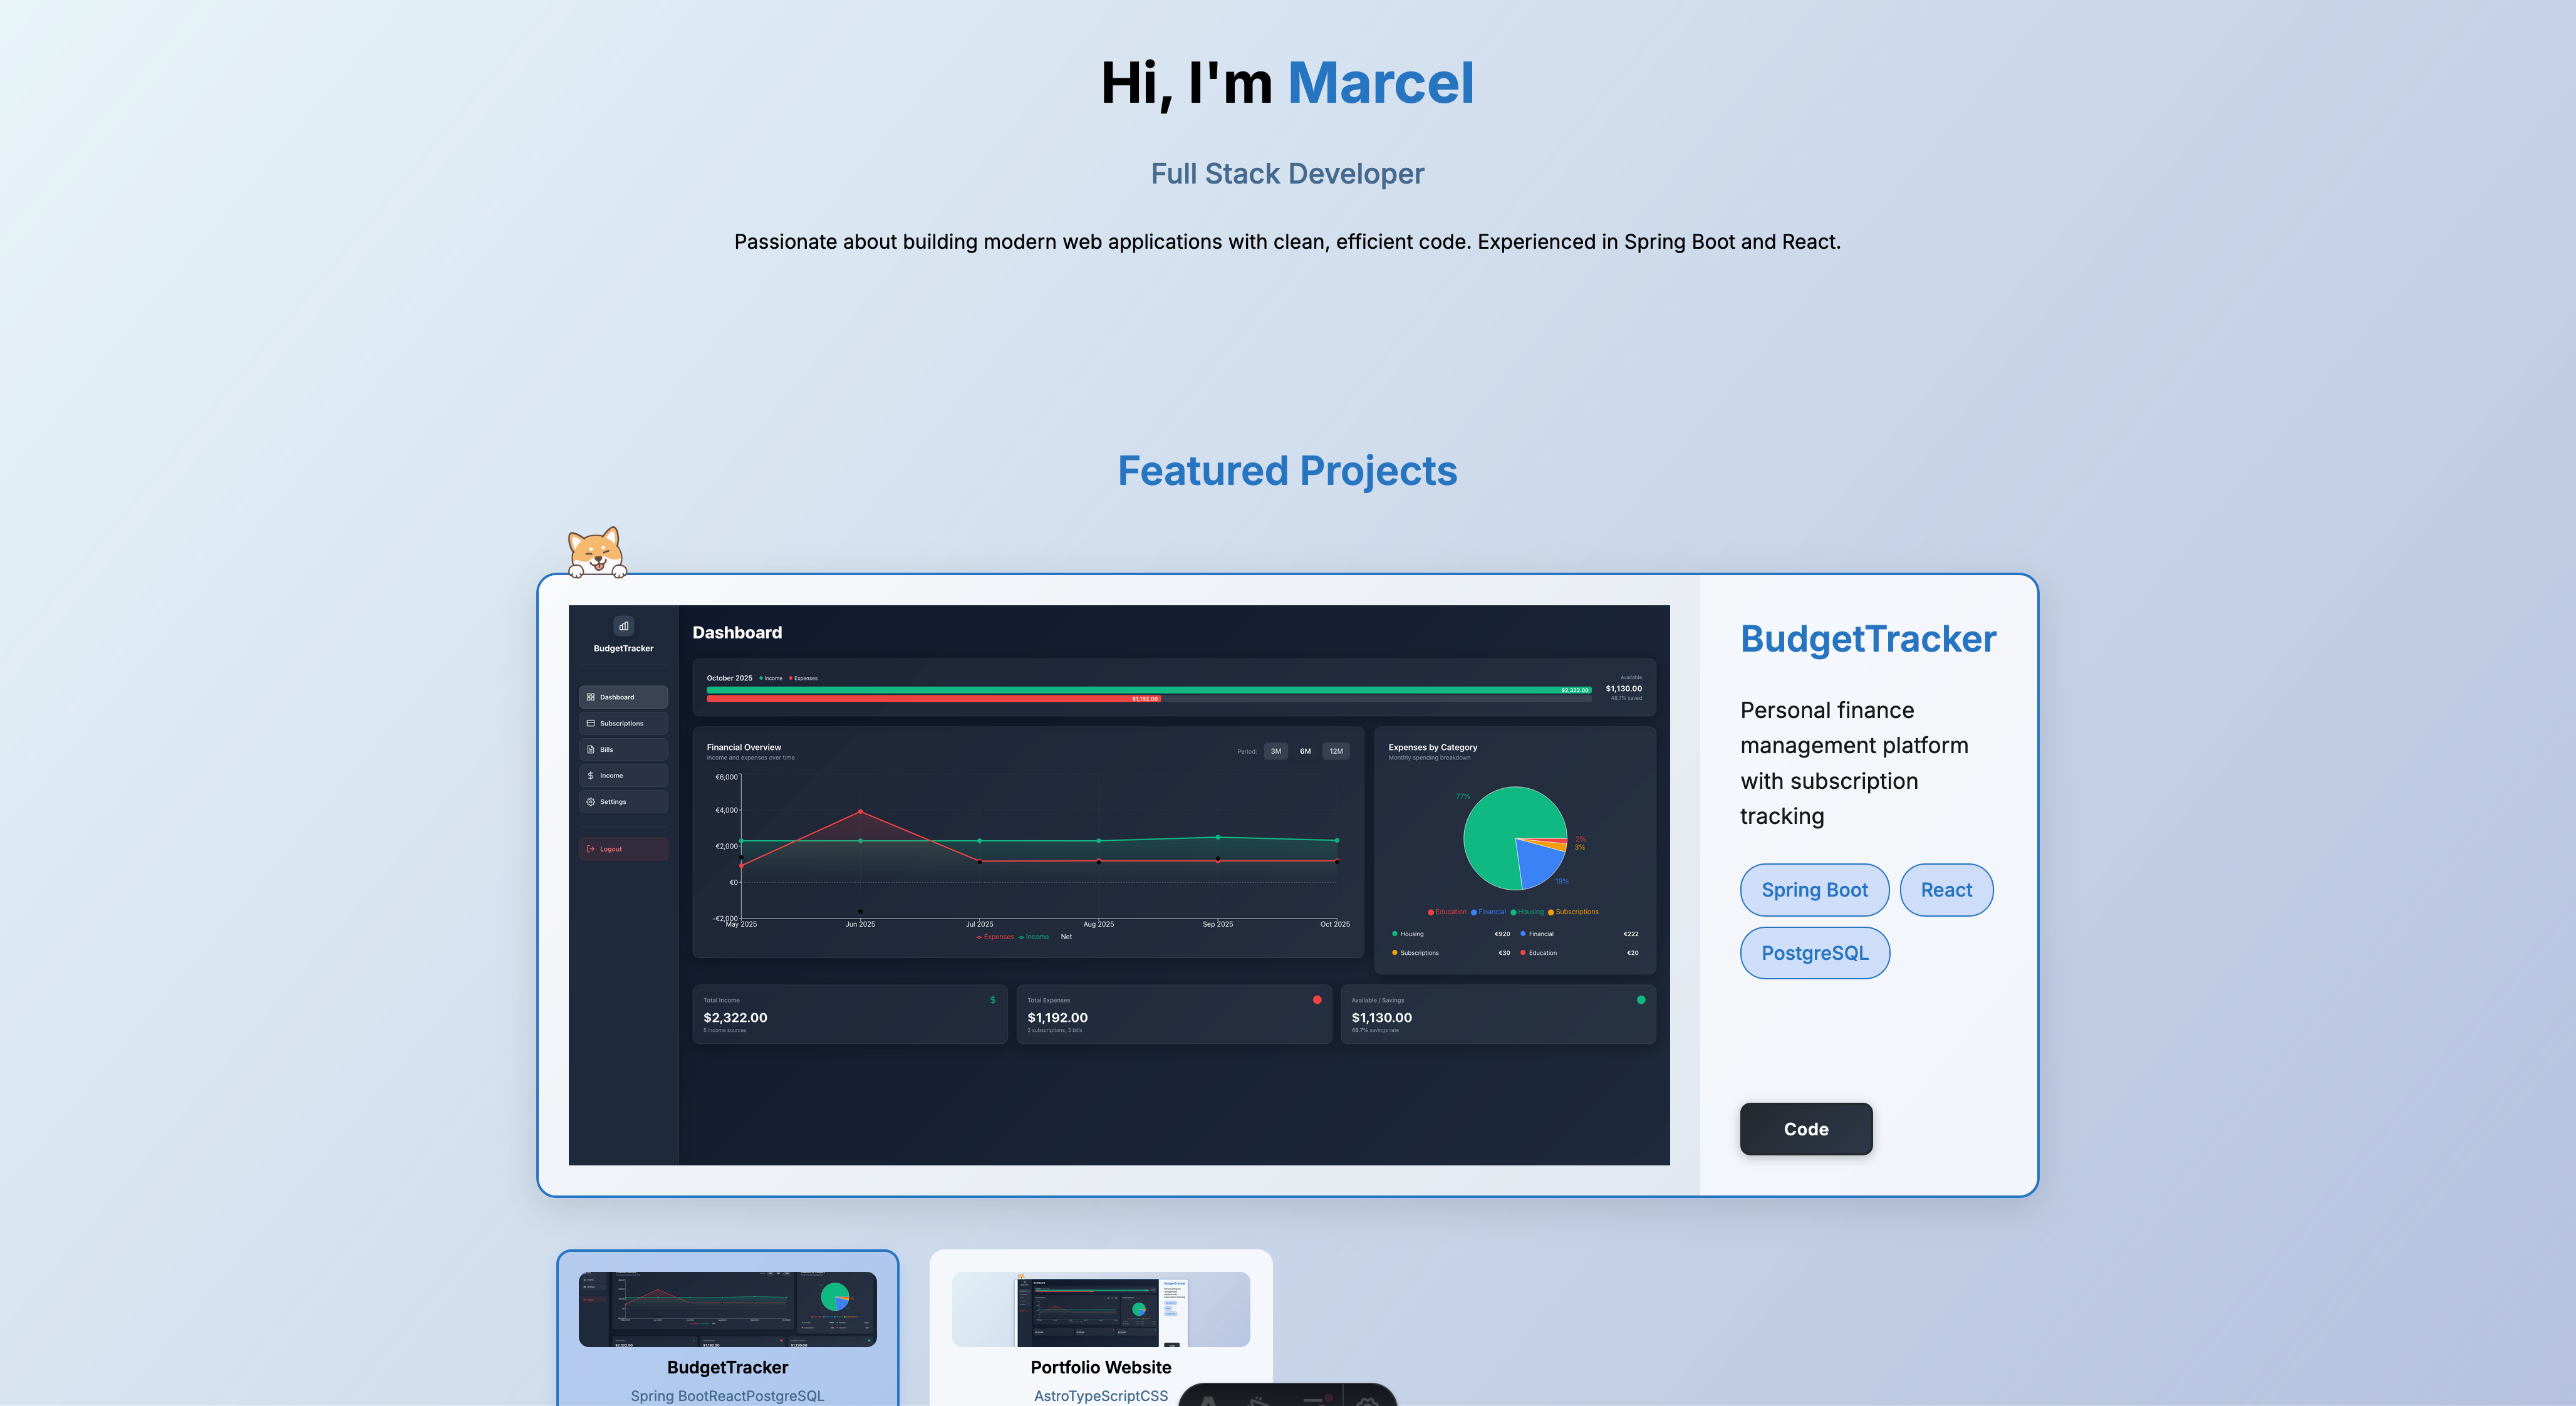 Hi, I'm Marcel
Full Stack Developer
Passionate about building modern web applications with clean, efficient code. Experienced in Spring Boot and React.
Featured Projects
BudgetTracker
Dashboard
Subscriptions
Bills
Income
Settings
Logout
Dashboard
October 2025 Income Expenses
$2,322.00
$1,192.00
Available
$1,130.00
48.7% saved
Financial Overview
Income and expenses over time
Period: 3M 6M 12M
€6,000
€4,000
€2,000
€0
-€2,000
May 2025 Jun 2025 Jul 2025 Aug 2025 Sep 2025 Oct 2025
Expenses Income Net
Expenses by Category
Monthly spending breakdown
77%
2%
3%
19%
Education Financial Housing Subscriptions
Housing €920 Financial €222
Subscriptions €30 Education €20
Total Income
$2,322.00
5 income sources
Total Expenses
$1,192.00
2 subscriptions, 3 bills
Available / Savings
$1,130.00
48.7% savings rate
BudgetTracker
Personal finance
management platform
with subscription
tracking
Spring Boot React
PostgreSQL
Code
BudgetTracker
Spring BootReactPostgreSQL
Portfolio Website
AstroTypeScriptCSS